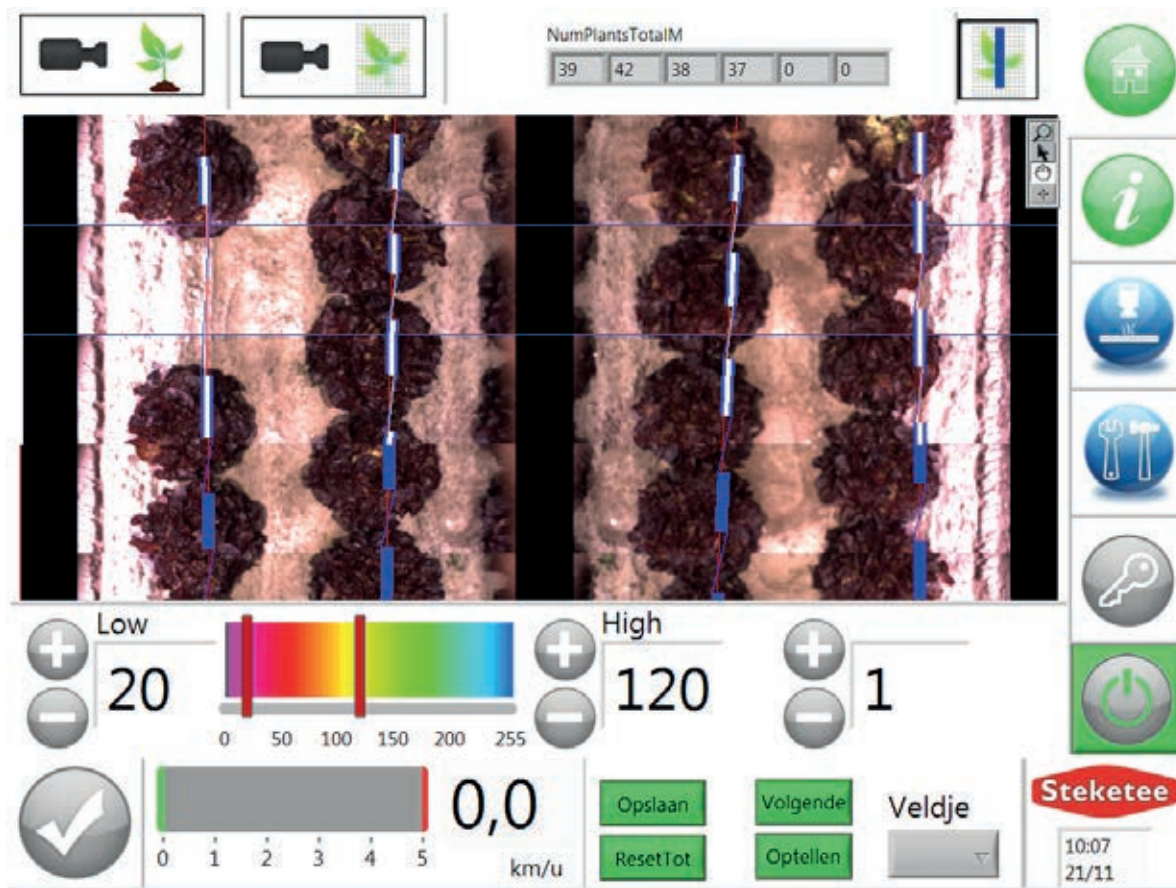 NumPlantsTotalM
39 42 38 37 0 0
Low
20
0 50 100 150 200 255
High
120
1
0 1 2 3 4 5
0,0
km/u
Opslaan
Volgende
ResetTot
Optellen
Veldje
Steketee
10:07
21/11